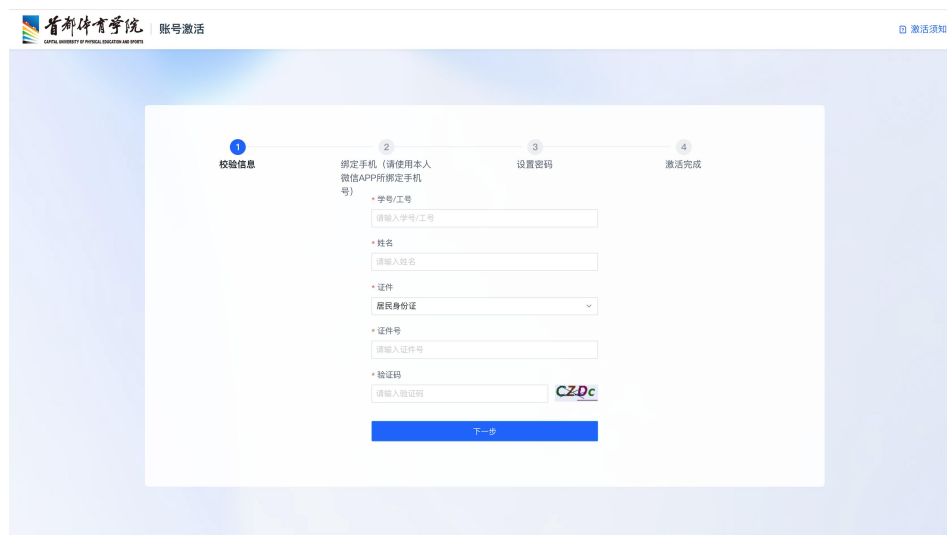 首都体育学院
CAPITAL UNIVERSITY OF PHYSICAL EDUCATION AND SPORTS
账号激活
激活须知
1
校验信息
2
绑定手机（请使用本人
微信APP所绑定手机
号）
3
设置密码
4
激活完成
* 学号/工号
请输入学号/工号
* 姓名
请输入姓名
* 证件
居民身份证
* 证件号
请输入证件号
* 验证码
请输入验证码
CZDc
下一步